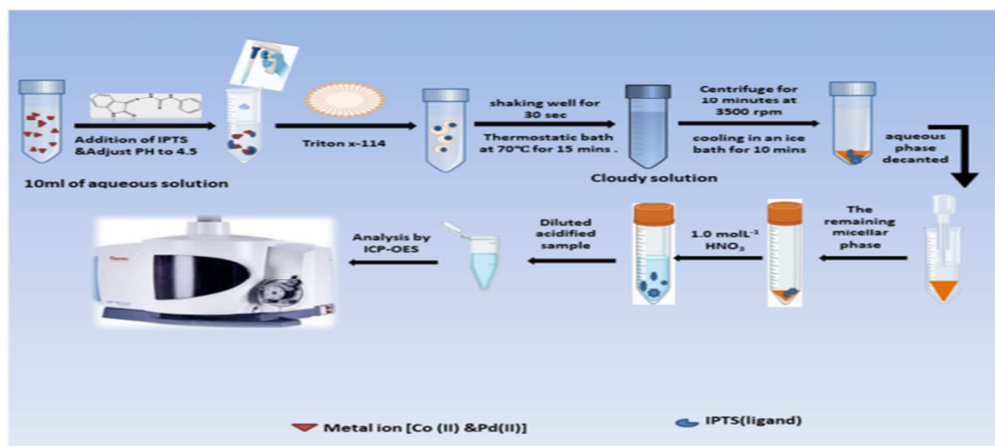 Addition of IPTS
&Adjust PH to 4.5
10ml of aqueous solution
Triton x-114
shaking well for
30 sec
Thermostatic bath
at 70°C for 15 mins .
Cloudy solution
Centrifuge for
10 minutes at
3500 rpm
cooling in an ice
bath for 10 mins
aqueous
phase
decanted
The
remaining
micellar
phase
1.0 molL⁻¹
HNO₃
Diluted
acidified
sample
Analysis by
ICP-OES
Metal ion [Co (II) &Pd(II)]
IPTS(ligand)